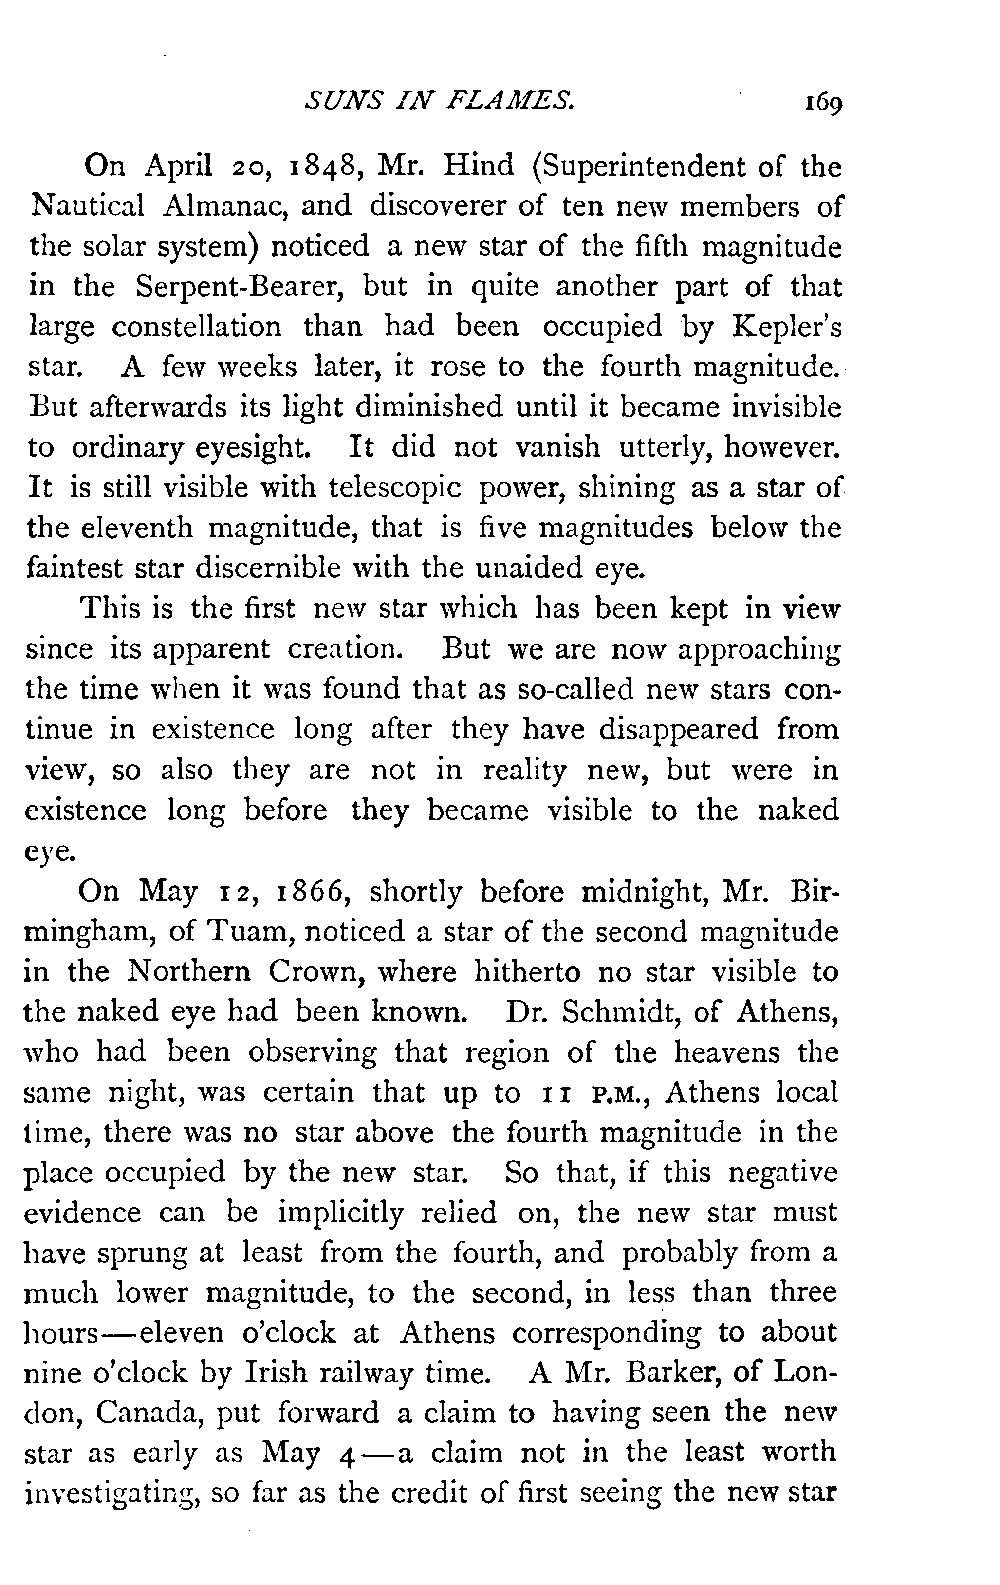 SUNS IN FLAMES. 169
On April 20, 1848, Mr. Hind (Superintendent of the
Nautical Almanac, and discoverer of ten new members of
the solar system) noticed a new star of the fifth magnitude
in the Serpent-Bearer, but in quite another part of that
large constellation than had been occupied by Kepler's
star. A few weeks later, it rose to the fourth magnitude.
But afterwards its light diminished until it became invisible
to ordinary eyesight. It did not vanish utterly, however.
It is still visible with telescopic power, shining as a star of
the eleventh magnitude, that is five magnitudes below the
faintest star discernible with the unaided eye.
This is the first new star which has been kept in view
since its apparent creation. But we are now approaching
the time when it was found that as so-called new stars con-
tinue in existence long after they have disappeared from
view, so also they are not in reality new, but were in
existence long before they became visible to the naked
eye.
On May 12, 1866, shortly before midnight, Mr. Bir-
mingham, of Tuam, noticed a star of the second magnitude
in the Northern Crown, where hitherto no star visible to
the naked eye had been known. Dr. Schmidt, of Athens,
who had been observing that region of the heavens the
same night, was certain that up to 11 P.M., Athens local
time, there was no star above the fourth magnitude in the
place occupied by the new star. So that, if this negative
evidence can be implicitly relied on, the new star must
have sprung at least from the fourth, and probably from a
much lower magnitude, to the second, in less than three
hours—eleven o'clock at Athens corresponding to about
nine o'clock by Irish railway time. A Mr. Barker, of Lon-
don, Canada, put forward a claim to having seen the new
star as early as May 4—a claim not in the least worth
investigating, so far as the credit of first seeing the new star